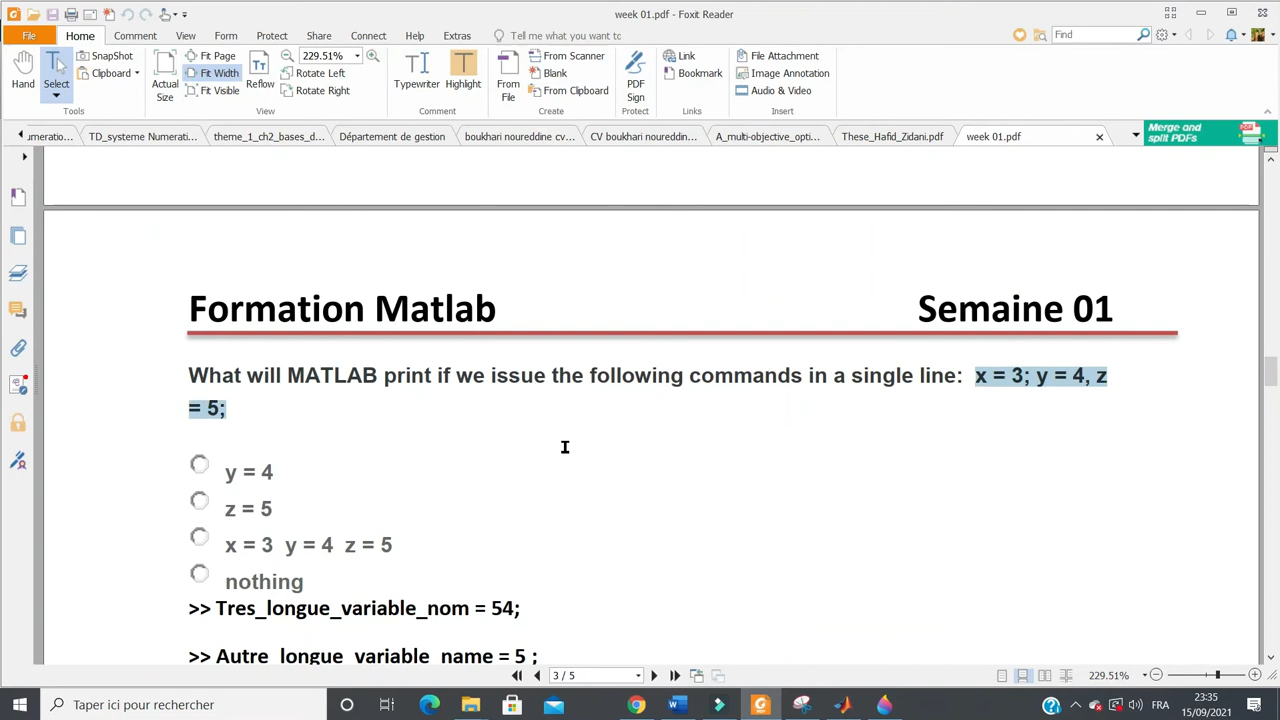 week 01.pdf - Foxit Reader
File Home Comment View Form Protect Share Connect Help Extras Tell me what you want to Find
SnapShot Fit Page 229.51% From Scanner Link File Attachment
Clipboard Fit Width Rotate Left Blank Bookmark Image Annotation
Hand Select Actual Size Fit Visible Reflow Rotate Right Typewriter Highlight From File From Clipboard PDF Sign Audio & Video
Tools View Comment Create Protect Links Insert
umeratio... TD_systeme Numerati... theme_1_ch2_bases_d... Département de gestion boukhari noureddine cv... CV boukhari noureddin... A_multi-objective_opti... These_Hafid_Zidani.pdf week 01.pdf Merge and split PDFs
Formation Matlab Semaine 01
What will MATLAB print if we issue the following commands in a single line: x = 3; y = 4, z
= 5;
y = 4
z = 5
x = 3 y = 4 z = 5
nothing
>> Tres_longue_variable_nom = 54;
>> Autre_longue_variable_name = 5 ;
3 / 5 229.51%
Taper ici pour rechercher FRA 23:35
15/09/2021